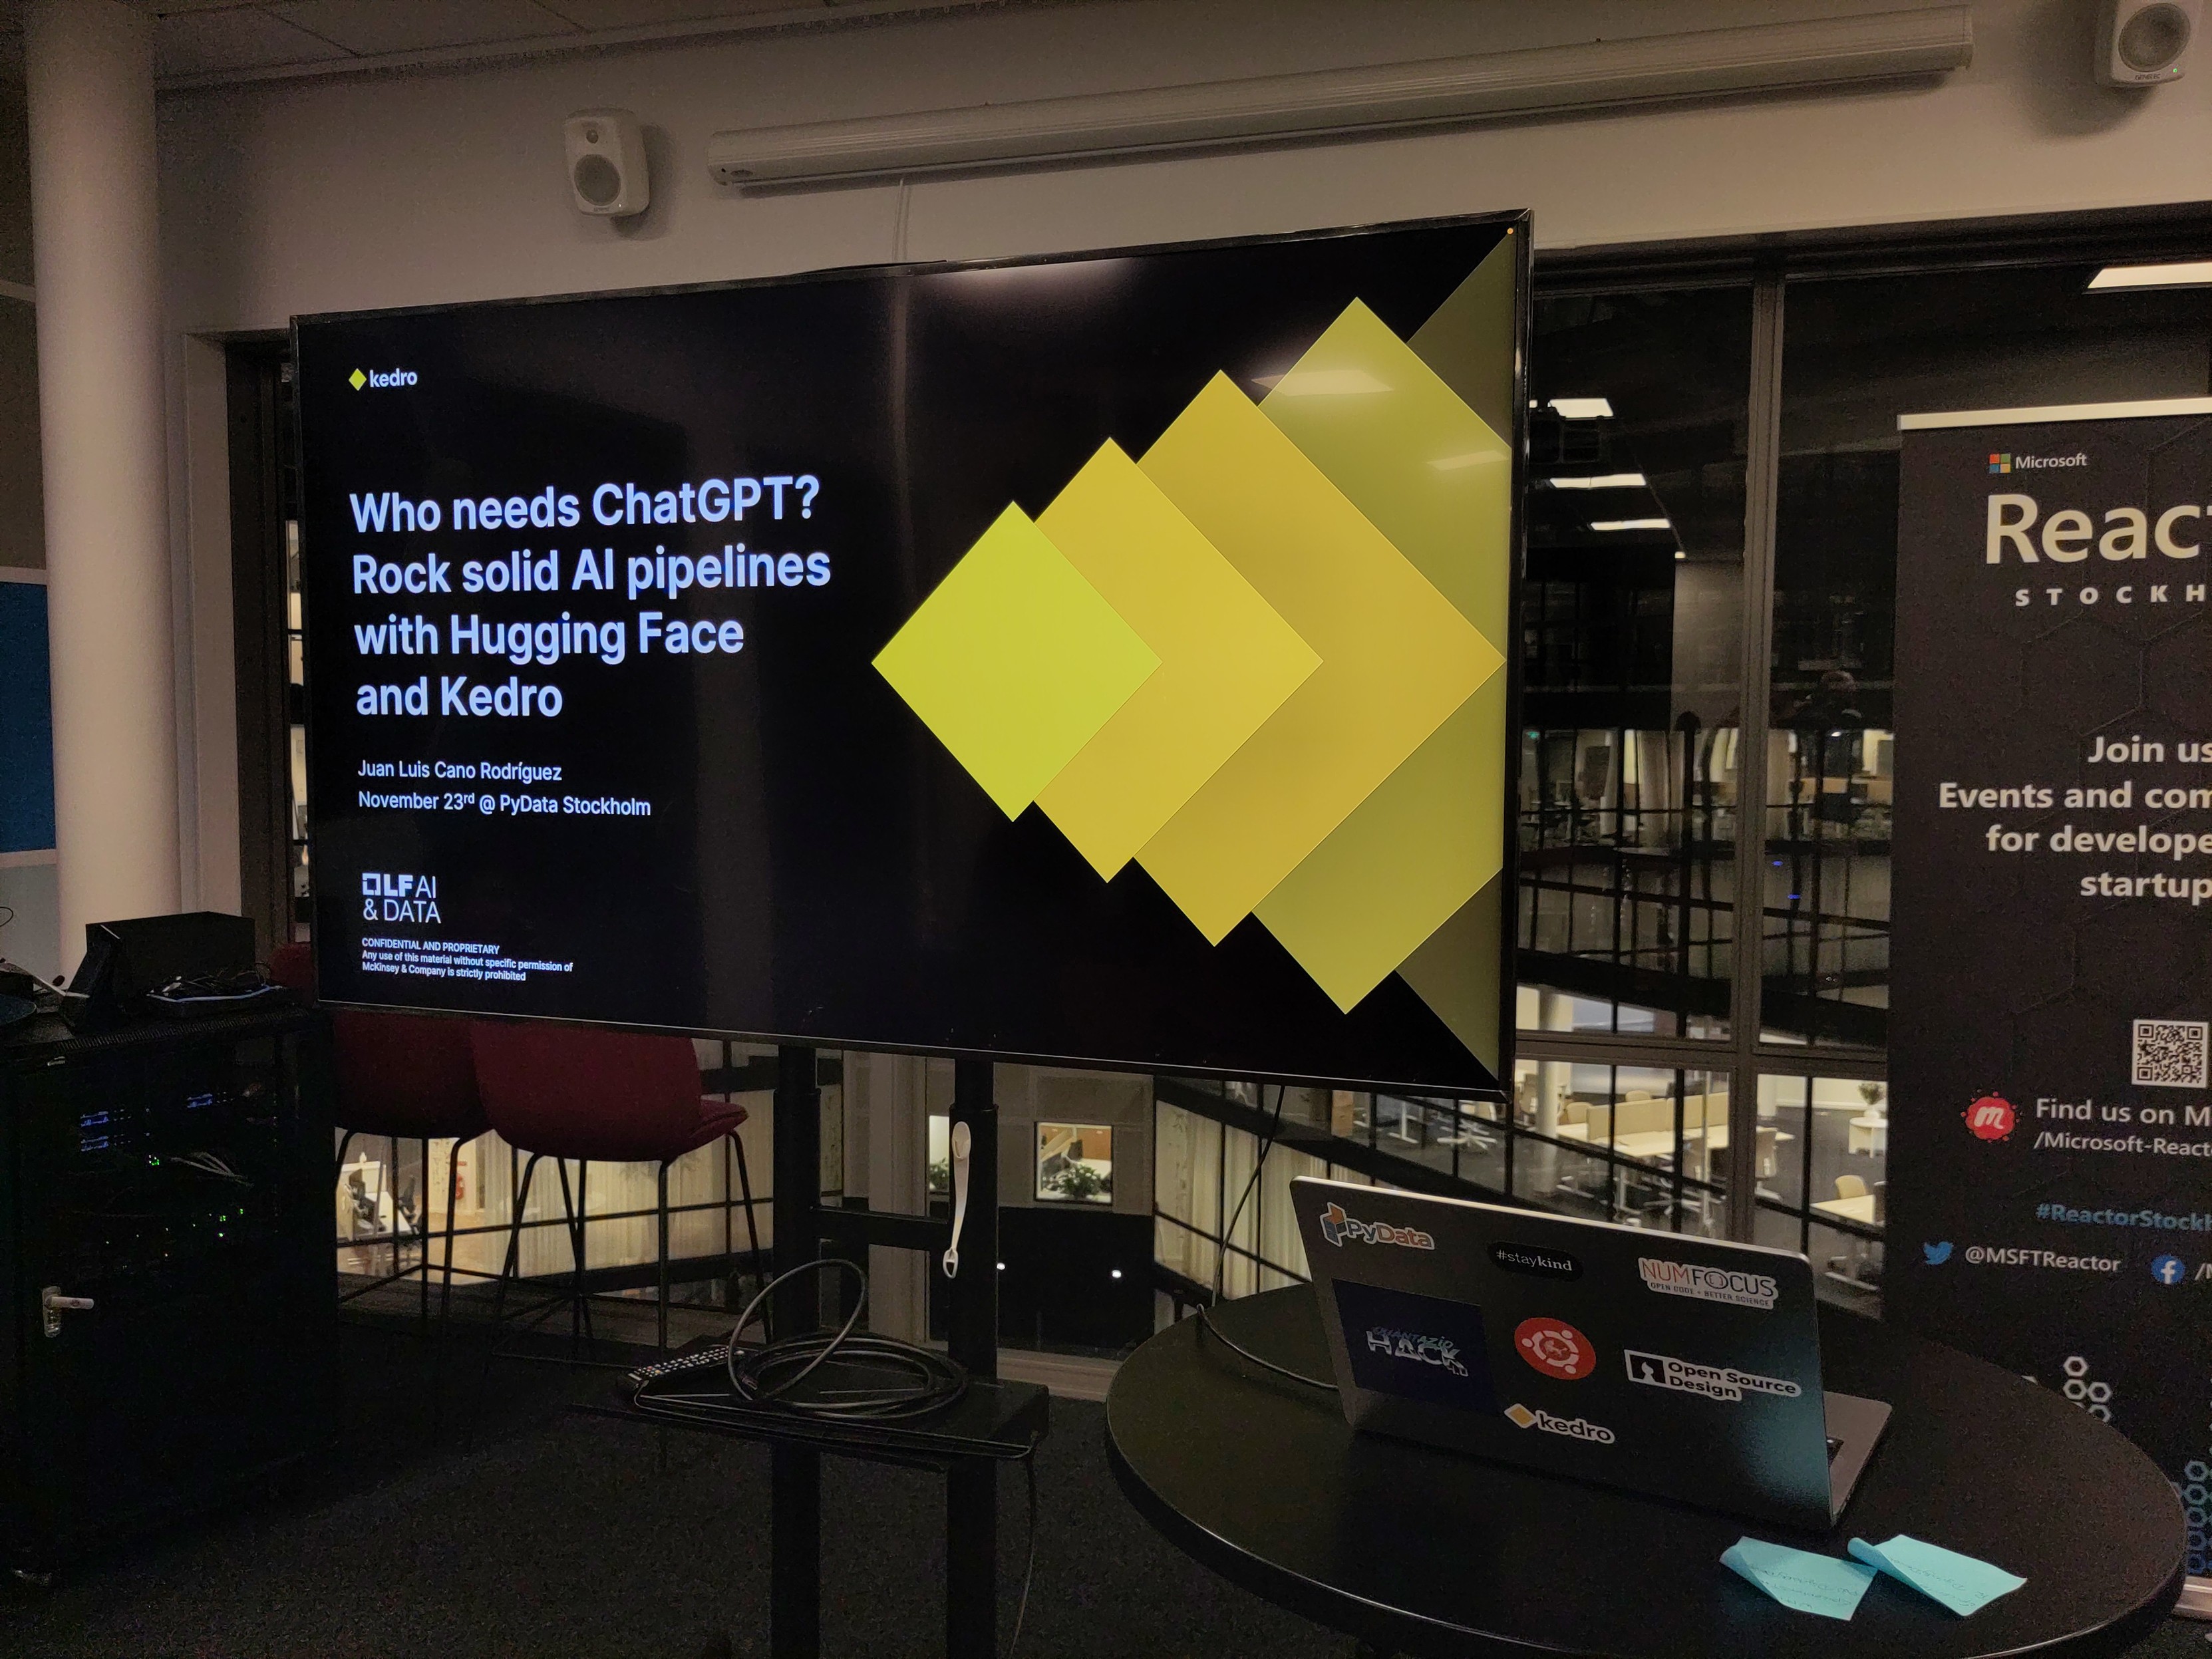 kedro
Who needs ChatGPT?
Rock solid AI pipelines
with Hugging Face
and Kedro
Juan Luis Cano Rodríguez
November 23rd @ PyData Stockholm
LF AI
& DATA
CONFIDENTIAL AND PROPRIETARY
Any use of this material without specific permission of
McKinsey & Company is strictly prohibited
Microsoft
Reac
STOCKH
Join us
Events and com
for develope
startup
Find us on M
/Microsoft-React
#ReactorStock
@MSFTReactor
PyData
#staykind
NUMFOCUS
OPEN CODE = BETTER SCIENCE
HACK
Open Source
Design
kedro